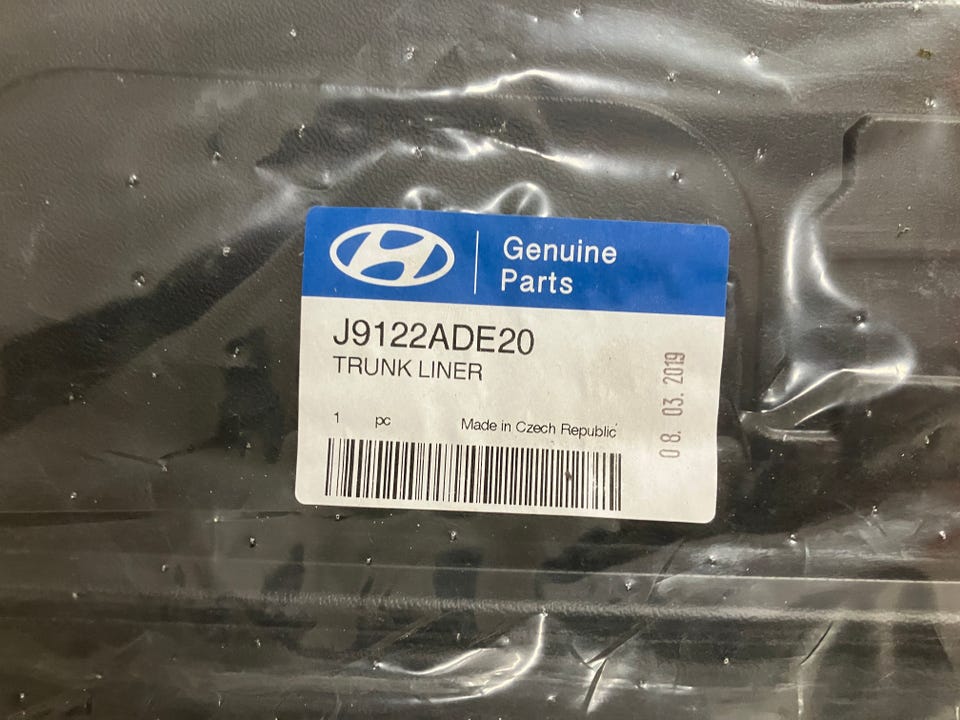 Genuine
Parts
J9122ADE20
TRUNK LINER
1 pc Made in Czech Republic
08. 03. 2019